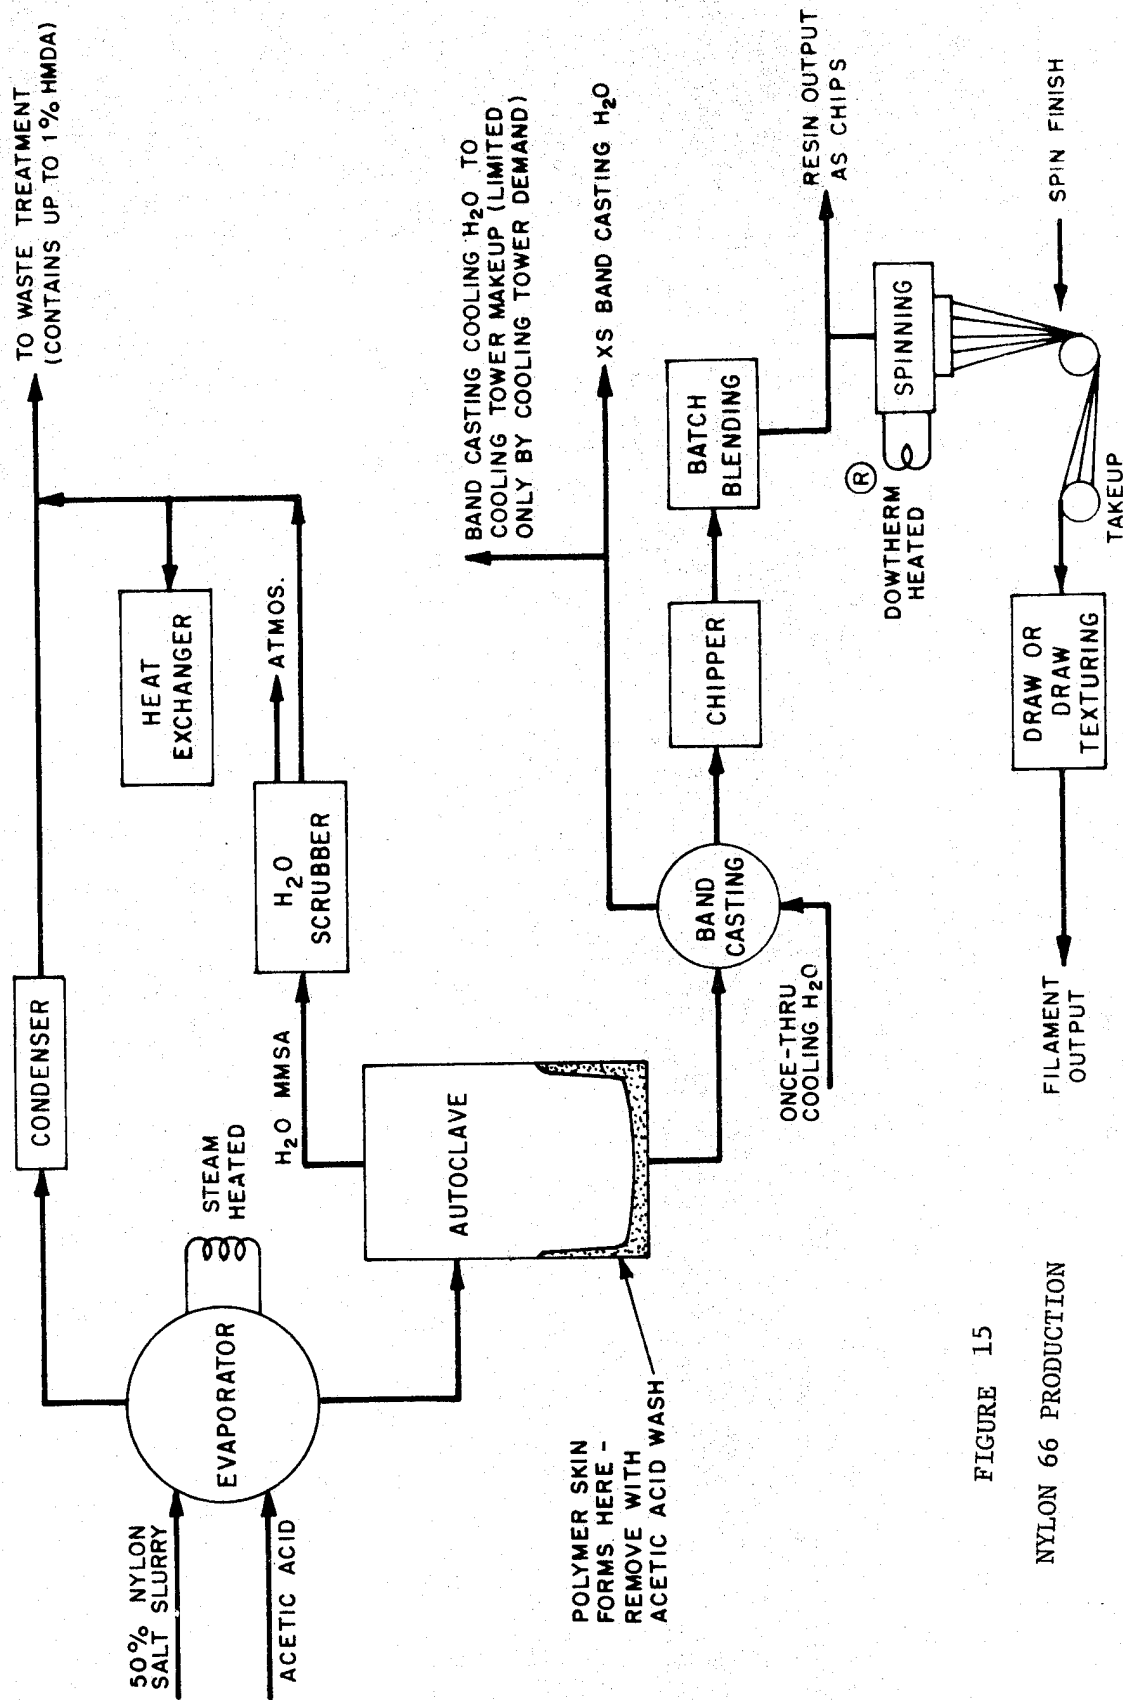 50% NYLON
SALT SLURRY
ACETIC ACID
EVAPORATOR
STEAM
HEATED
CONDENSER
TO WASTE TREATMENT
(CONTAINS UP TO 1% HMDA)
HEAT
EXCHANGER
H2O
SCRUBBER
ATMOS.
H2O MMSA
AUTOCLAVE
POLYMER SKIN
FORMS HERE -
REMOVE WITH
ACETIC ACID WASH
BAND CASTING COOLING H2O TO
COOLING TOWER MAKEUP (LIMITED
ONLY BY COOLING TOWER DEMAND)
XS BAND CASTING H2O
BAND
CASTING
ONCE-THRU
COOLING H2O
CHIPPER
BATCH
BLENDING
RESIN OUTPUT
AS CHIPS
SPINNING
DOWTHERM ®
HEATED
SPIN FINISH
TAKEUP
DRAW OR
DRAW
TEXTURING
FILAMENT
OUTPUT
FIGURE 15
NYLON 66 PRODUCTION